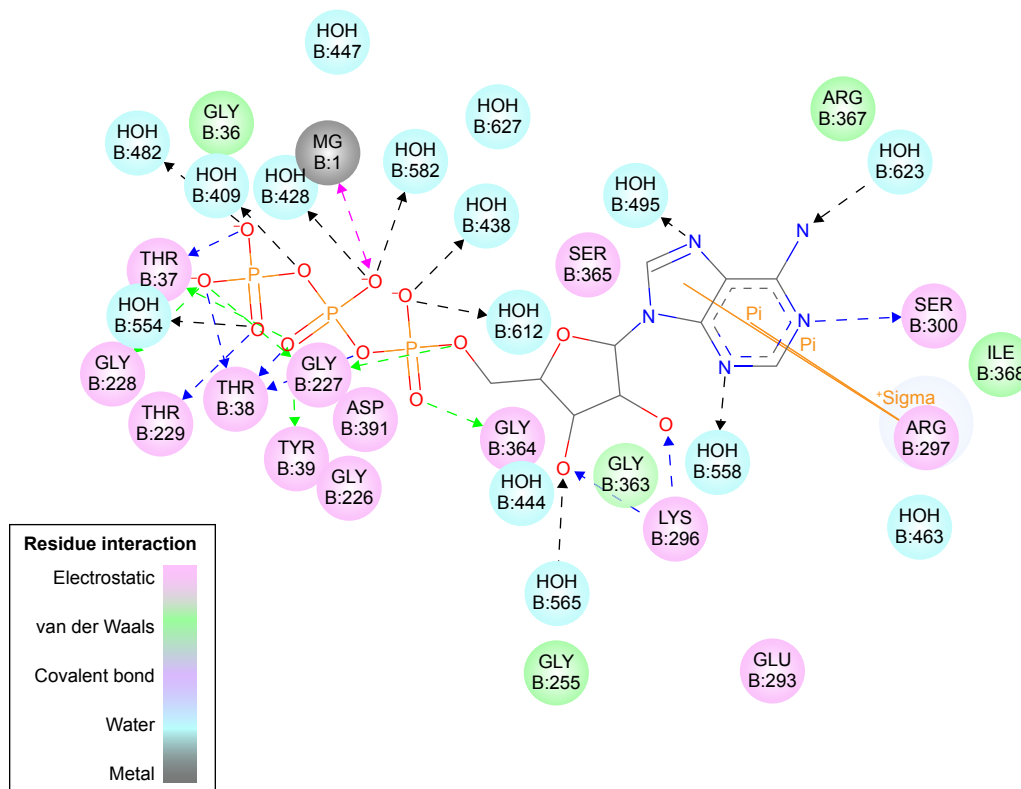 HOH
B:447
GLY
B:36
HOH
B:482
MG
B:1
HOH
B:627
ARG
B:367
HOH
B:582
HOH
B:623
HOH
B:409
HOH
B:428
HOH
B:495
HOH
B:438
N
N
THR
B:37
O
-
O
P
O
O
-
SER
B:365
O
-
HOH
B:554
O
P
HOH
B:612
O
N
Pi
N
SER
B:300
O
O
P
O
Pi
GLY
B:228
GLY
B:227
N
ILE
B:368
THR
B:229
THR
B:38
ASP
B:391
O
GLY
B:364
O
+Sigma
ARG
B:297
TYR
B:39
GLY
B:226
HOH
B:444
O
GLY
B:363
HOH
B:558
LYS
B:296
HOH
B:463
HOH
B:565
GLY
B:255
GLU
B:293
Residue interaction
Electrostatic
van der Waals
Covalent bond
Water
Metal